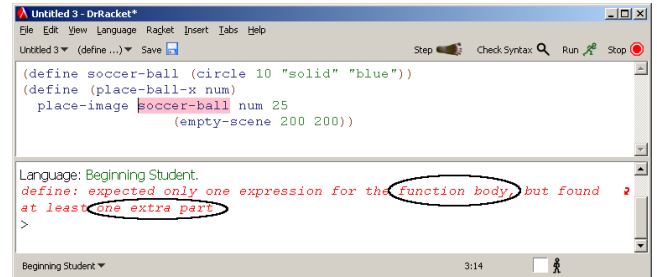 Untitled 3 - DrRacket*
File Edit View Language Racket Insert Tabs Help
Untitled 3 (define ...) Save Step Check Syntax Run Stop
(define soccer-ball (circle 10 "solid" "blue"))
(define (place-ball-x num)
place-image soccer-ball num 25
(empty-scene 200 200))
Language: Beginning Student.
define: expected only one expression for the function body, but found
at least one extra part
>
Beginning Student 3:14